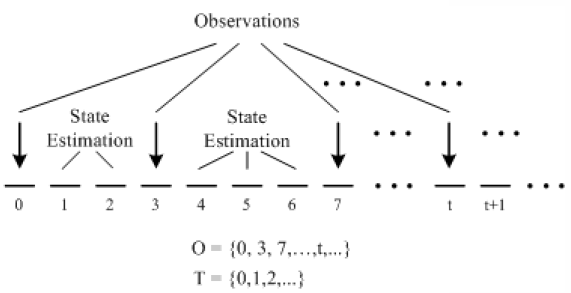 Observations
State
Estimation
State
Estimation
0 1 2 3 4 5 6 7 t t+1
O = {0, 3, 7,...,t,...}
T = {0,1,2,...}